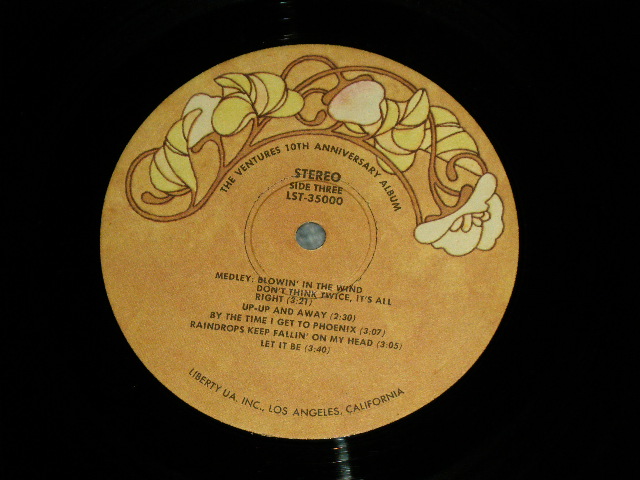 THE VENTURES 10TH ANNIVERSARY ALBUM
STEREO
SIDE THREE
LST-35000
MEDLEY: BLOWIN' IN THE WIND
DON'T THINK TWICE, IT'S ALL
RIGHT (3:21)
UP-UP AND AWAY (2:30)
BY THE TIME I GET TO PHOENIX (3:07)
RAINDROPS KEEP FALLIN' ON MY HEAD (3:05)
LET IT BE (3:40)
LIBERTY UA, INC., LOS ANGELES, CALIFORNIA